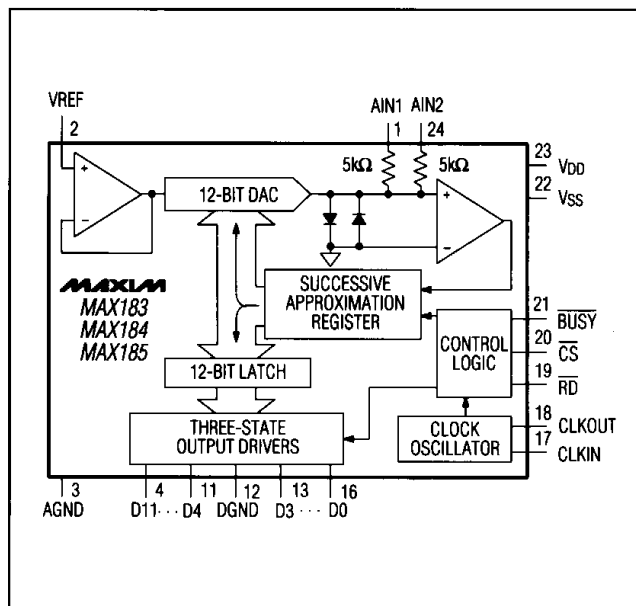 VREF
2
AIN1 AIN2
1 24
5kΩ 5kΩ
23
VDD
22
VSS
+
−
12-BIT DAC
+
−
MAXIM
MAX183
MAX184
MAX185
SUCCESSIVE
APPROXIMATION
REGISTER
CONTROL
LOGIC
21
BUSY
20
CS
19
RD
12-BIT LATCH
THREE-STATE
OUTPUT DRIVERS
CLOCK
OSCILLATOR
18
CLKOUT
17
CLKIN
3 4 11 12 13 16
AGND D11···D4 DGND D3···D0